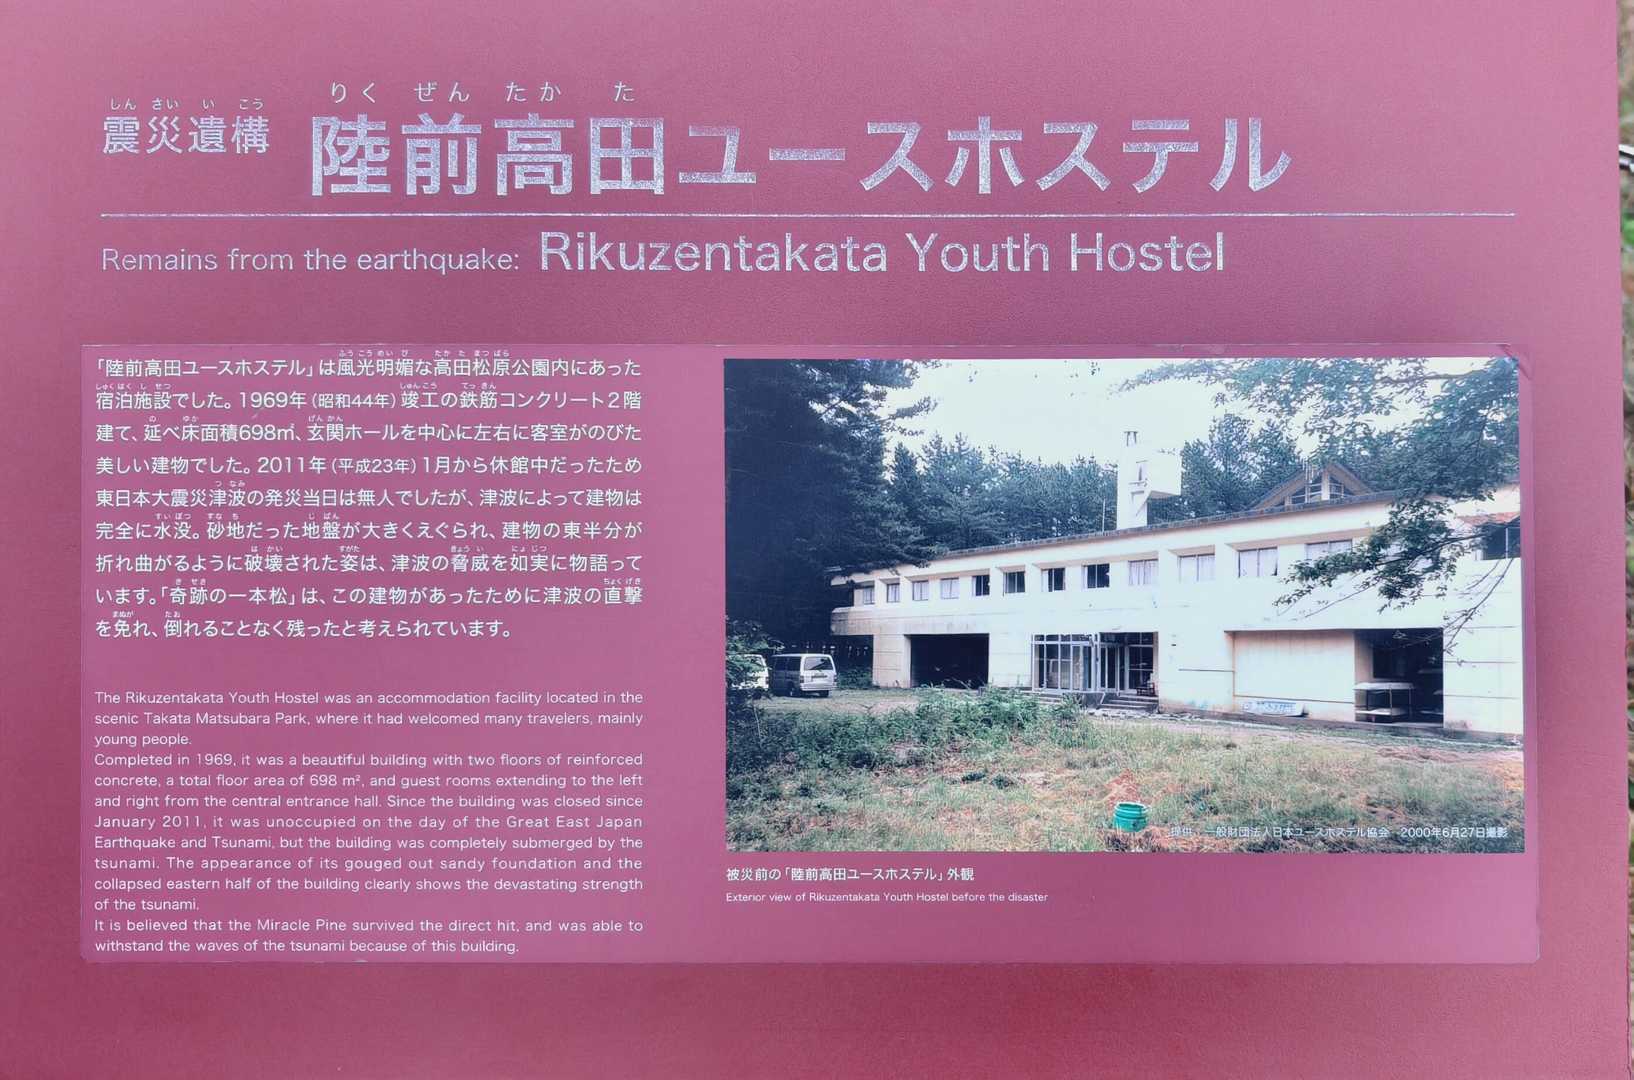 震災遺構 陸前高田ユースホステル
しんさいいこう りくぜんたかた
Remains from the earthquake: Rikuzentakata Youth Hostel
「陸前高田ユースホステル」は風光明媚な高田松原公園内にあった
宿泊施設でした。1969年(昭和44年)竣工の鉄筋コンクリート2階
建て、延べ床面積698㎡、玄関ホールを中心に左右に客室がのびた
美しい建物でした。2011年(平成23年)1月から休館中だったため
東日本大震災津波の発災当日は無人でしたが、津波によって建物は
完全に水没。砂地だった地盤が大きくえぐられ、建物の東半分が
折れ曲がるように破壊された姿は、津波の脅威を如実に物語って
います。「奇跡の一本松」は、この建物があったために津波の直撃
を免れ、倒れることなく残ったと考えられています。
The Rikuzentakata Youth Hostel was an accommodation facility located in the
scenic Takata Matsubara Park, where it had welcomed many travelers, mainly
young people.
Completed in 1969, it was a beautiful building with two floors of reinforced
concrete, a total floor area of 698 m², and guest rooms extending to the left
and right from the central entrance hall. Since the building was closed since
January 2011, it was unoccupied on the day of the Great East Japan
Earthquake and Tsunami, but the building was completely submerged by the
tsunami. The appearance of its gouged out sandy foundation and the
collapsed eastern half of the building clearly shows the devastating strength
of the tsunami.
It is believed that the Miracle Pine survived the direct hit, and was able to
withstand the waves of the tsunami because of this building.
提供:一般財団法人日本ユースホステル協会 2000年6月27日撮影
被災前の「陸前高田ユースホステル」外観
Exterior view of Rikuzentakata Youth Hostel before the disaster